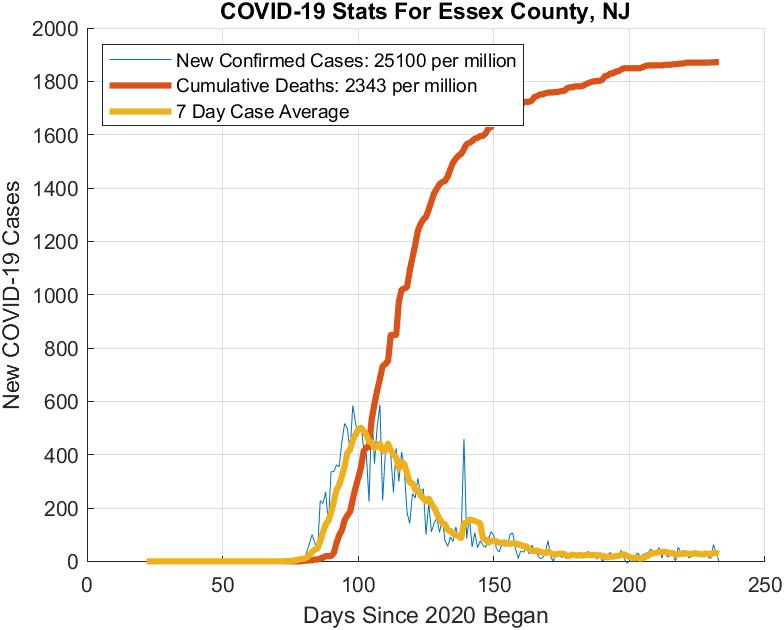 COVID-19 Stats For Essex County, NJ
2000
1800
1600
1400
1200
1000
800
600
400
200
0
New COVID-19 Cases
New Confirmed Cases: 25100 per million
Cumulative Deaths: 2343 per million
7 Day Case Average
0 50 100 150 200 250
Days Since 2020 Began